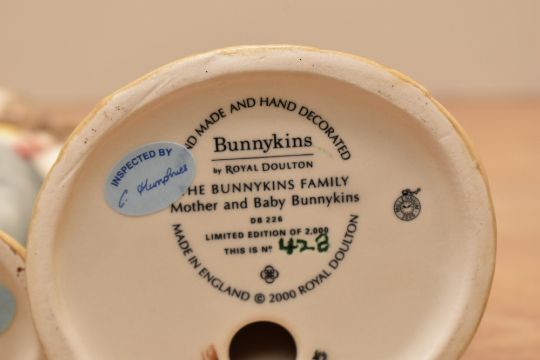 ND MADE AND HAND DECORATED
Bunnykins
by ROYAL DOULTON
INSPECTED BY
C. Humphries
HE BUNNYKINS FAMILY
Mother and Baby Bunnykins
DB 226
LIMITED EDITION OF 2,000
THIS IS Nº 428
MADE IN ENGLAND © 2000 ROYAL DOULTON